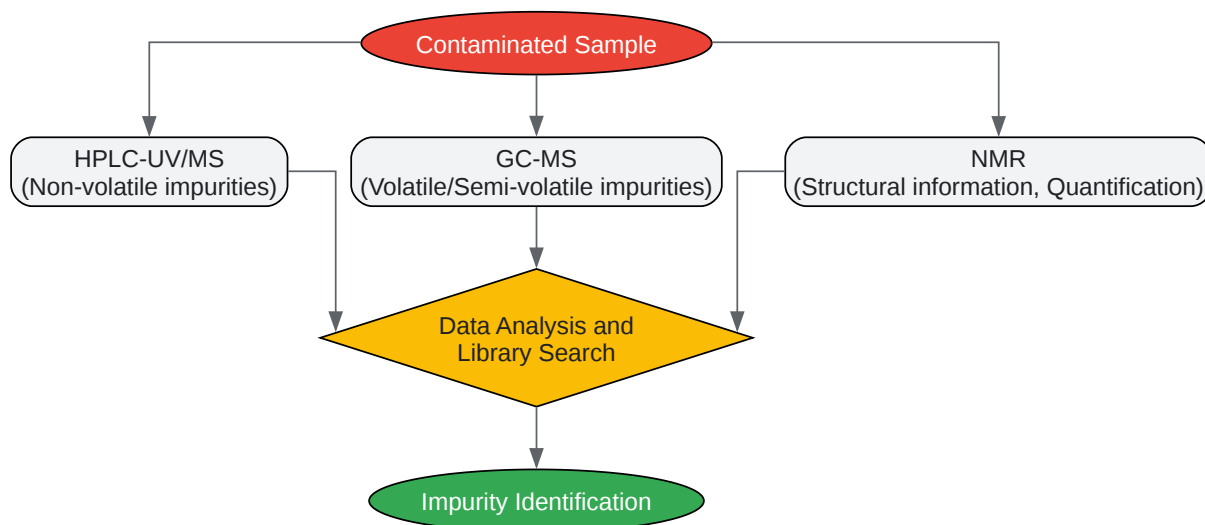 Contaminated Sample
HPLC-UV/MS
(Non-volatile impurities)
GC-MS
(Volatile/Semi-volatile impurities)
NMR
(Structural information, Quantification)
Data Analysis and
Library Search
Impurity Identification